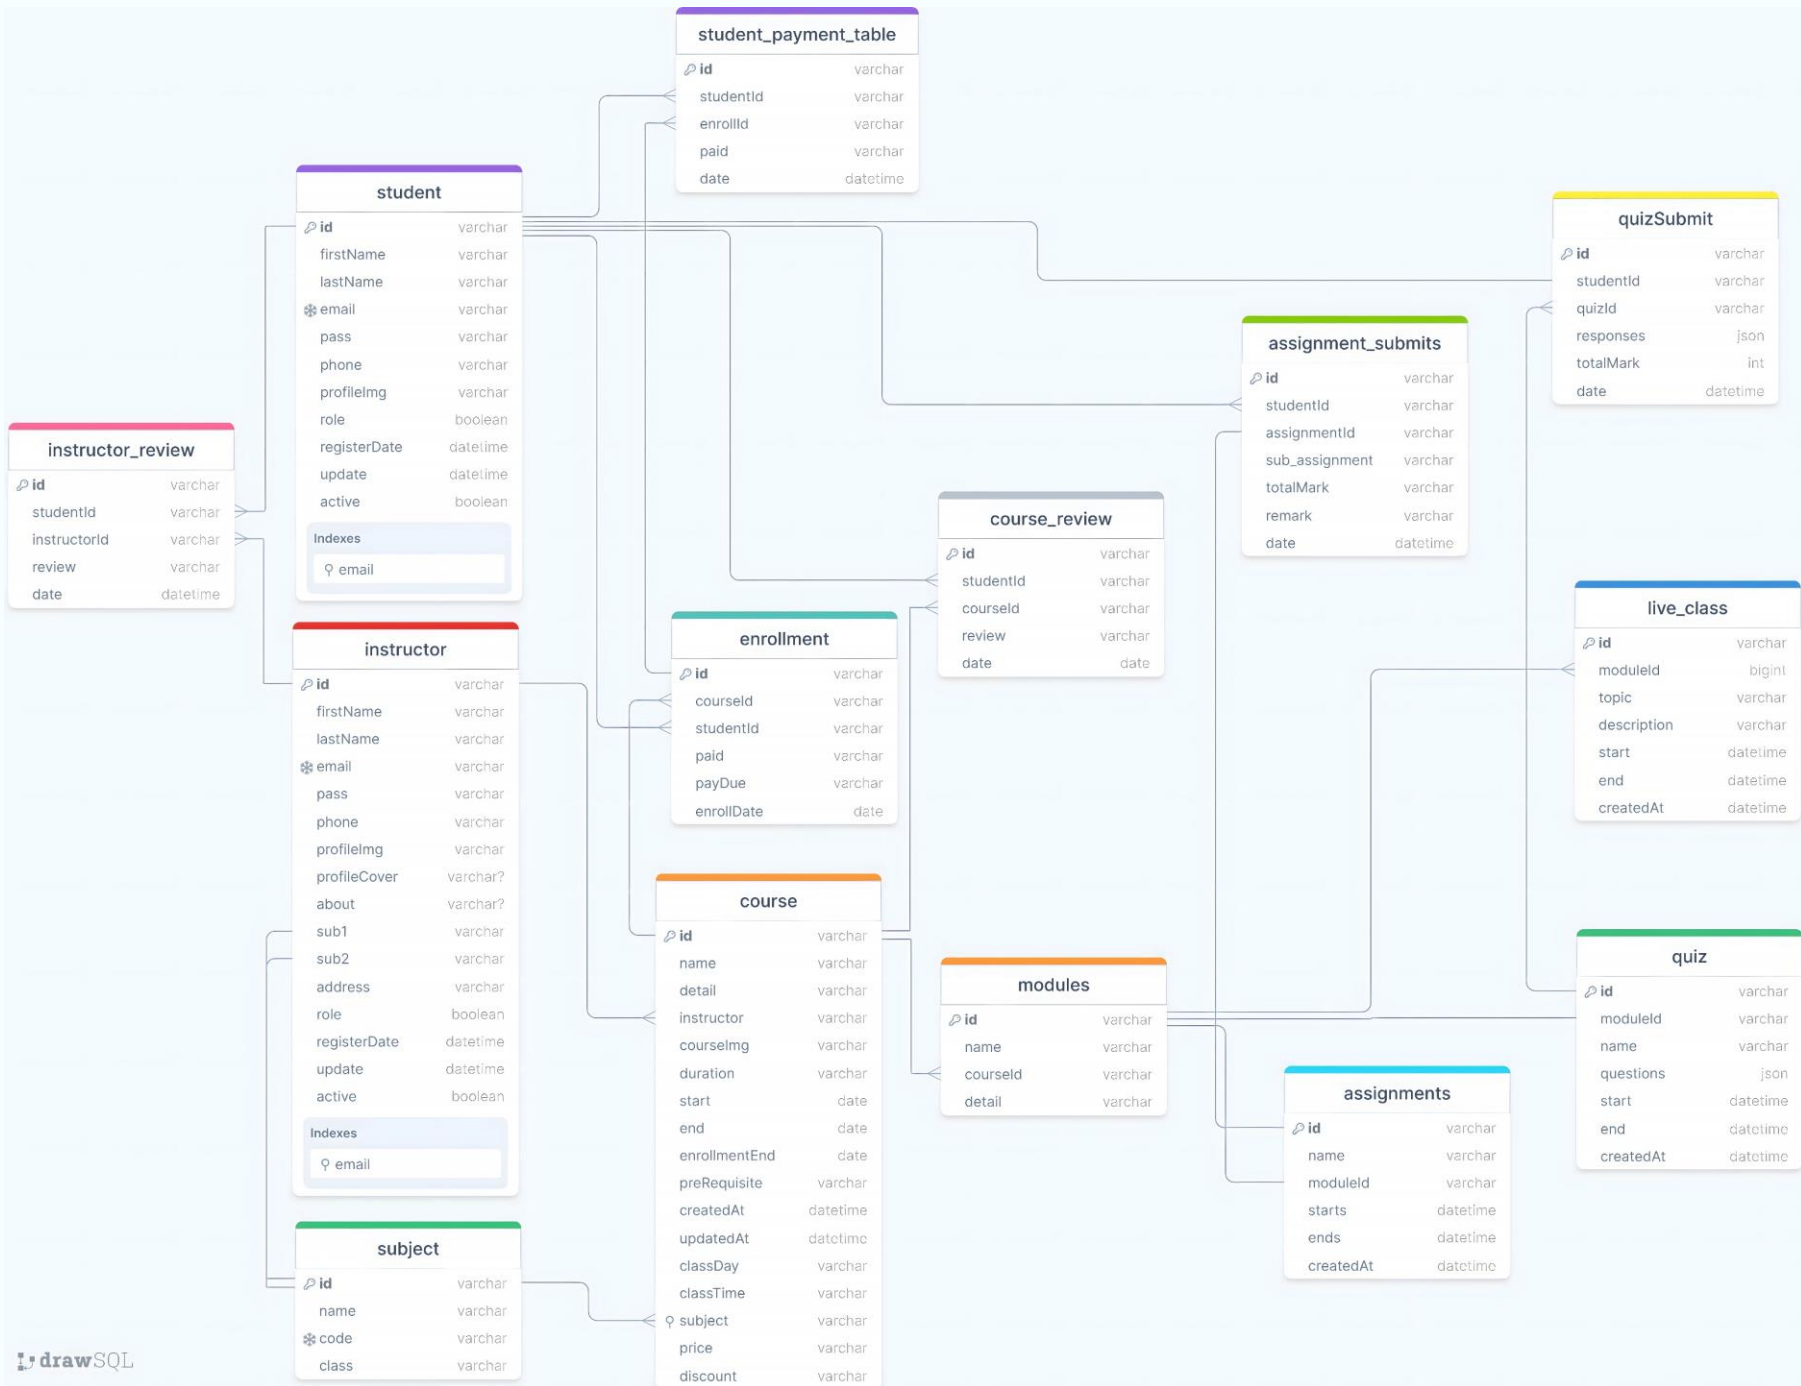 student_payment_table
id varchar
studentId varchar
enrollId varchar
paid varchar
date datetime
student
id varchar
firstName varchar
lastName varchar
email varchar
pass varchar
phone varchar
profileImg varchar
role boolean
registerDate datetime
update datetime
active boolean
Indexes
email
quizSubmit
id varchar
studentId varchar
quizId varchar
responses json
totalMark int
date datetime
assignment_submits
id varchar
studentId varchar
assignmentId varchar
sub_assignment varchar
totalMark varchar
remark varchar
date datetime
instructor_review
id varchar
studentId varchar
instructorId varchar
review varchar
date datetime
course_review
id varchar
studentId varchar
courseId varchar
review varchar
date date
live_class
id varchar
moduleId bigint
topic varchar
description varchar
start datetime
end datetime
createdAt datetime
enrollment
id varchar
courseId varchar
studentId varchar
paid varchar
payDue varchar
enrollDate date
instructor
id varchar
firstName varchar
lastName varchar
email varchar
pass varchar
phone varchar
profileImg varchar
profileCover varchar?
about varchar?
sub1 varchar
sub2 varchar
address varchar
role boolean
registerDate datetime
update datetime
active boolean
Indexes
email
course
id varchar
name varchar
detail varchar
instructor varchar
courseImg varchar
duration varchar
start date
end date
enrollmentEnd date
preRequisite varchar
createdAt datetime
updatedAt datetime
classDay varchar
classTime varchar
subject varchar
price varchar
discount varchar
modules
id varchar
name varchar
courseId varchar
detail varchar
quiz
id varchar
moduleId varchar
name varchar
questions json
start datetime
end datetime
createdAt datetime
assignments
id varchar
name varchar
moduleId varchar
starts datetime
ends datetime
createdAt datetime
subject
id varchar
name varchar
code varchar
class varchar
drawSQL